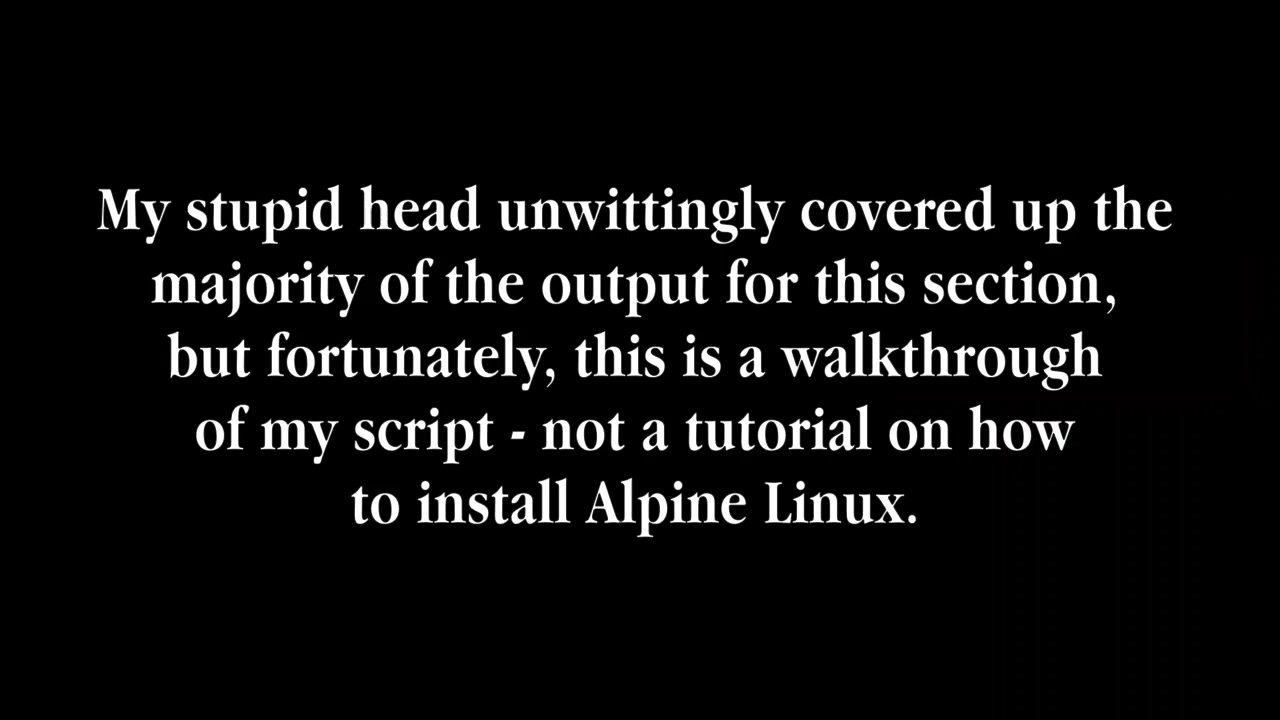 My stupid head unwittingly covered up the
majority of the output for this section,
but fortunately, this is a walkthrough
of my script - not a tutorial on how
to install Alpine Linux.